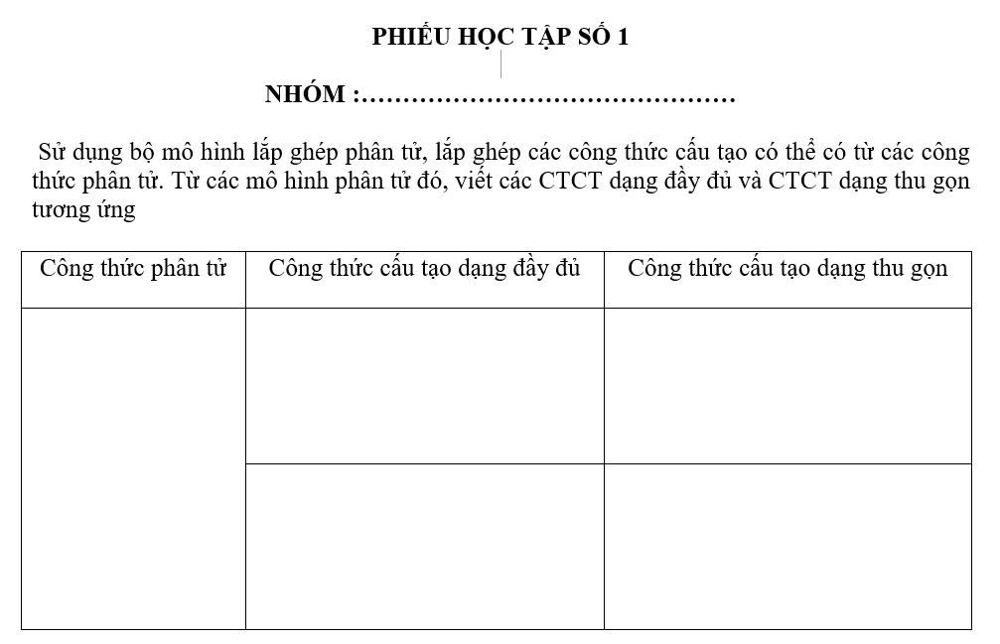 PHIẾU HỌC TẬP SỐ 1
NHÓM :………………………………………
Sử dụng bộ mô hình lắp ghép phân tử, lắp ghép các công thức cấu tạo có thể có từ các công
thức phân tử. Từ các mô hình phân tử đó, viết các CTCT dạng đầy đủ và CTCT dạng thu gọn
tương ứng
Công thức phân tử Công thức cấu tạo dạng đầy đủ Công thức cấu tạo dạng thu gọn